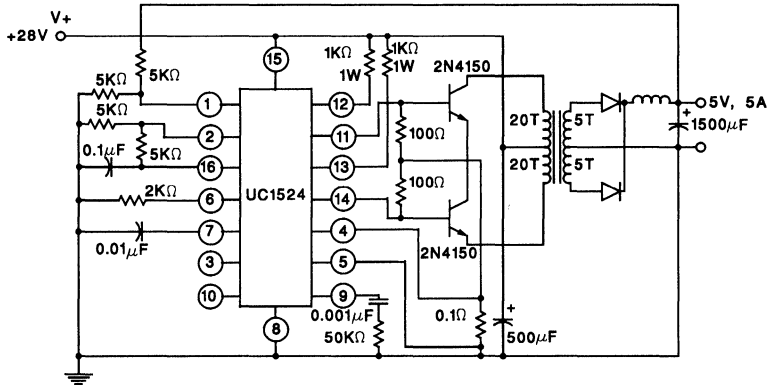 V+
+28V
15
1KΩ
1W
1KΩ
1W
2N4150
5KΩ
5KΩ
5KΩ
1
12
11
2
100Ω
20T
5T
5V, 5A
+
1500μF
0.1μF
5KΩ
16
13
20T
5T
2KΩ
6
UC1524
14
100Ω
7
4
2N4150
0.01μF
3
5
10
9
0.001μF
0.1Ω
+
500μF
50KΩ
8